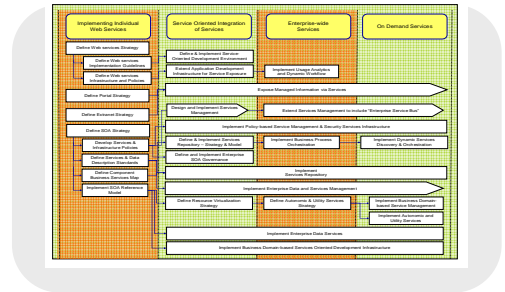 Implementing Individual
Web Services
Service Oriented Integration
of Services
Enterprise-wide
Services
On Demand Services
Define Web services Strategy
Define Web services
Implementation Guidelines
Define Web services
Infrastructure and Policies
Define Portal Strategy
Define Extranet Strategy
Define SOA Strategy
Develop Services &
Infrastructure Policies
Define Services & Data
Description Standards
Define Component
Business Services Map
Implement SOA Reference
Model
Define & Implement Service
Oriented Development Environment
Extend Application Development
Infrastructure for Service Exposure
Implement Usage Analytics
and Dynamic Workflow
Expose Managed Information via Services
Design and Implement Services
Management
Extend Services Management to include "Enterprise Service Bus"
Implement Policy-based Service Management & Security Services Infrastructure
Define & Implement Services
Repository – Strategy & Model
Implement Business Process
Orchestration
Implement Dynamic Services
Discovery & Orchestration
Define and Implement Enterprise
SOA Governance
Implement
Services Repository
Implement Enterprise Data and Services Management
Define Resource Virtualization
Strategy
Define Autonomic & Utility Services
Strategy
Implement Business Domain-
based Service Management
Implement Autonomic and
Utility Services
Implement Enterprise Data Services
Implement Business Domain-based Services Oriented Development Infrastructure